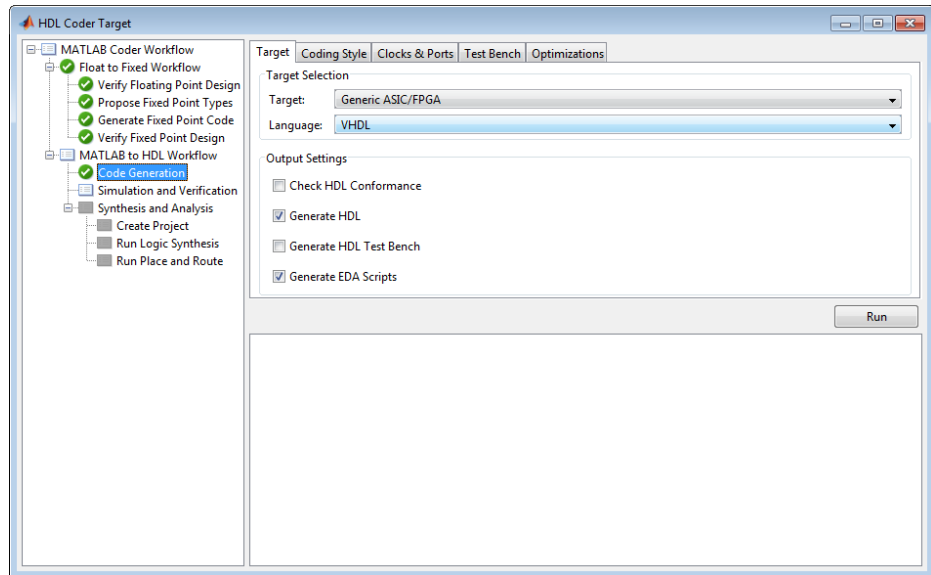 HDL Coder Target
MATLAB Coder Workflow
Float to Fixed Workflow
Verify Floating Point Design
Propose Fixed Point Types
Generate Fixed Point Code
Verify Fixed Point Design
MATLAB to HDL Workflow
Code Generation
Simulation and Verification
Synthesis and Analysis
Create Project
Run Logic Synthesis
Run Place and Route
Target Coding Style Clocks & Ports Test Bench Optimizations
Target Selection
Target: Generic ASIC/FPGA
Language: VHDL
Output Settings
Check HDL Conformance
Generate HDL
Generate HDL Test Bench
Generate EDA Scripts
Run